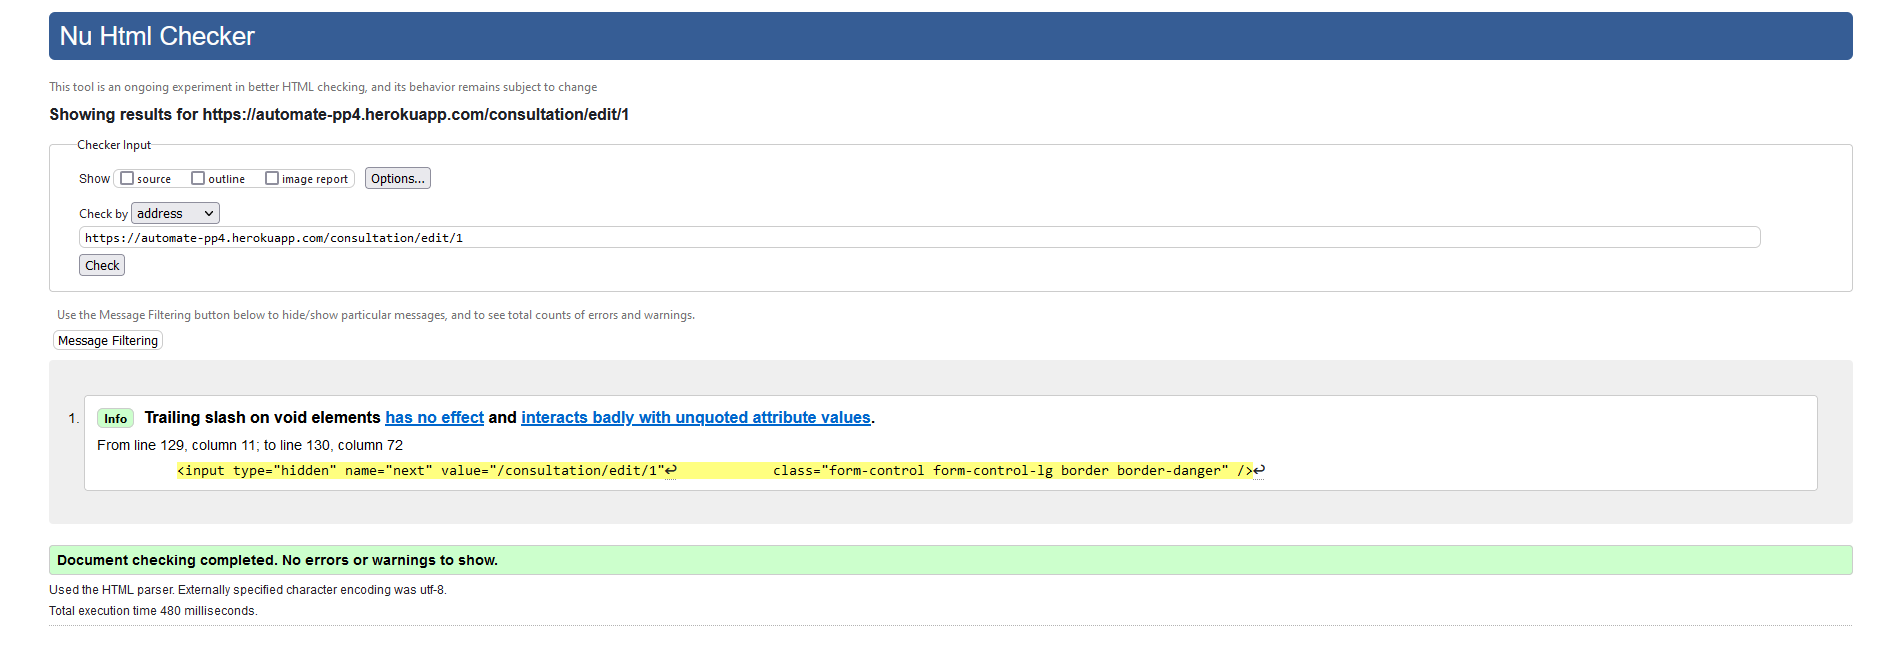 Nu Html Checker
This tool is an ongoing experiment in better HTML checking, and its behavior remains subject to change
Showing results for https://automate-pp4.herokuapp.com/consultation/edit/1
Checker Input
Show source outline image report Options...
Check by address
https://automate-pp4.herokuapp.com/consultation/edit/1
Check
Use the Message Filtering button below to hide/show particular messages, and to see total counts of errors and warnings.
Message Filtering
1. Info Trailing slash on void elements has no effect and interacts badly with unquoted attribute values.
From line 129, column 11; to line 130, column 72
<input type="hidden" name="next" value="/consultation/edit/1"↩ class="form-control form-control-lg border border-danger" />↩
Document checking completed. No errors or warnings to show.
Used the HTML parser. Externally specified character encoding was utf-8.
Total execution time 480 milliseconds.